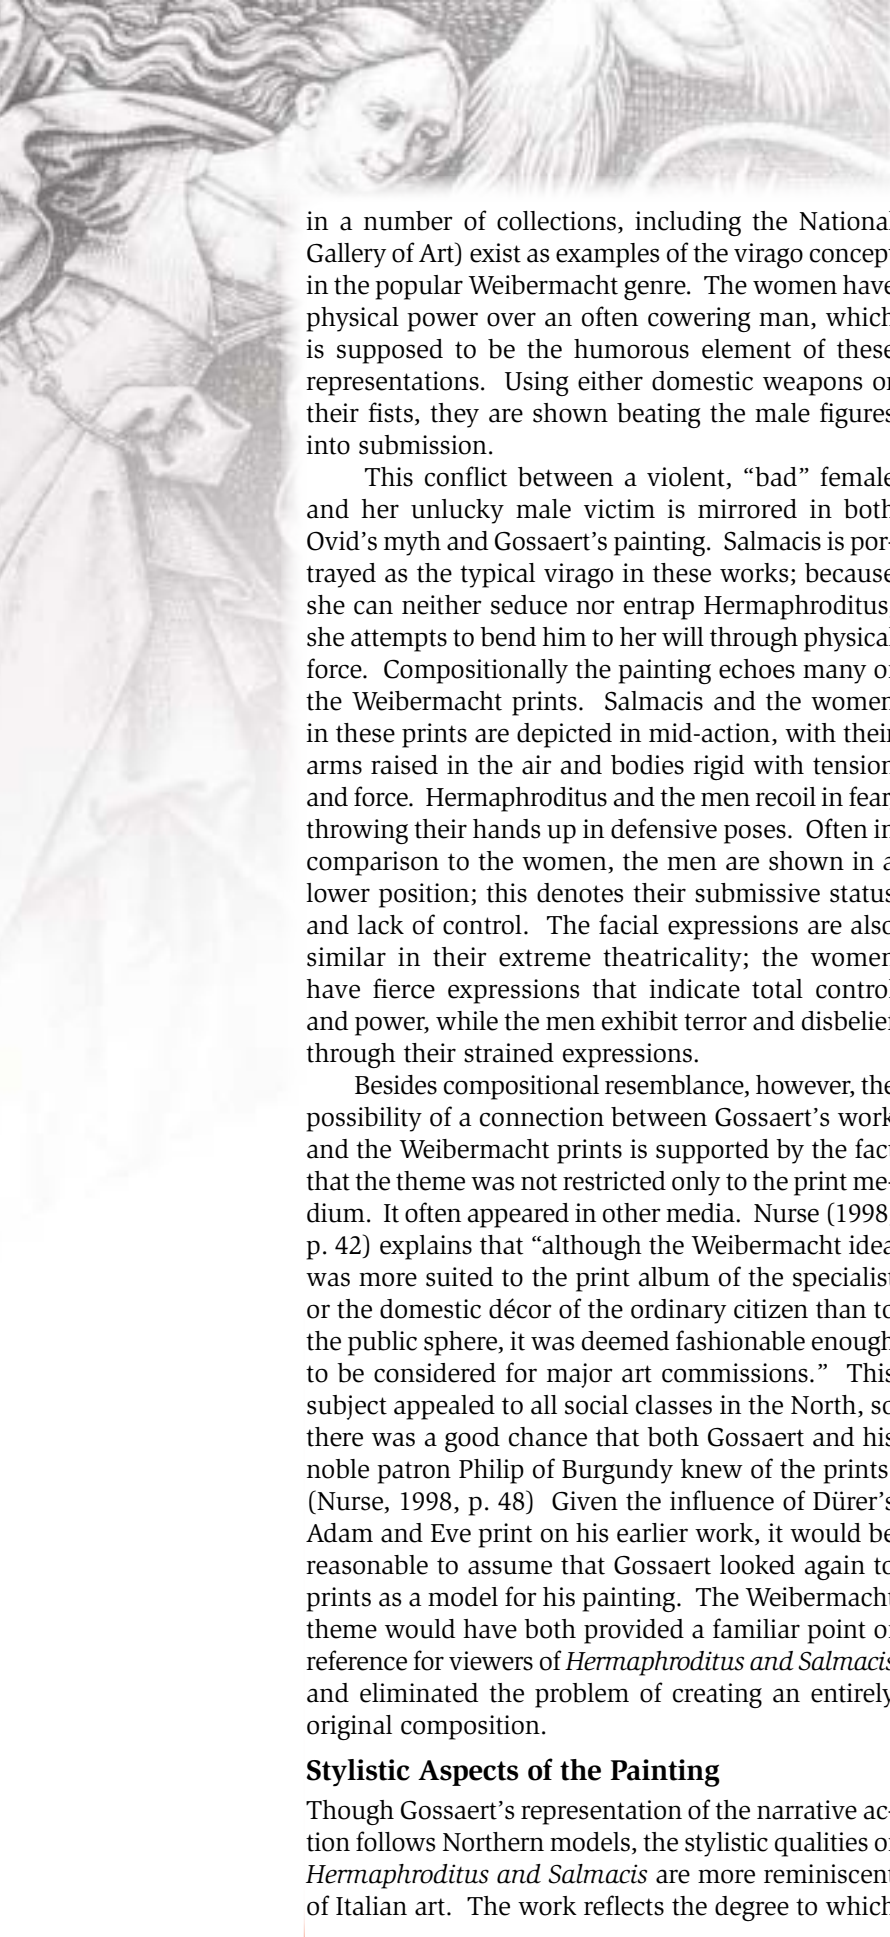 in a number of collections, including the National
Gallery of Art) exist as examples of the virago concept
in the popular Weibermacht genre.  The women have
physical power over an often cowering man, which
is supposed to be the humorous element of these
representations.  Using either domestic weapons or
their fists, they are shown beating the male figures
into submission.
This conflict between a violent, “bad” female
and her unlucky male victim is mirrored in both
Ovid’s myth and Gossaert’s painting.  Salmacis is por-
trayed as the typical virago in these works; because
she can neither seduce nor entrap Hermaphroditus,
she attempts to bend him to her will through physical
force.  Compositionally the painting echoes many of
the Weibermacht prints.  Salmacis and the women
in these prints are depicted in mid-action, with their
arms raised in the air and bodies rigid with tension
and force.  Hermaphroditus and the men recoil in fear,
throwing their hands up in defensive poses.  Often in
comparison to the women, the men are shown in a
lower position; this denotes their submissive status
and lack of control.  The facial expressions are also
similar in their extreme theatricality; the women
have fierce expressions that indicate total control
and power, while the men exhibit terror and disbelief
through their strained expressions.
Besides compositional resemblance, however, the
possibility of a connection between Gossaert’s work
and the Weibermacht prints is supported by the fact
that the theme was not restricted only to the print me-
dium.  It often appeared in other media.  Nurse (1998,
p. 42) explains that “although the Weibermacht idea
was more suited to the print album of the specialist
or the domestic décor of the ordinary citizen than to
the public sphere, it was deemed fashionable enough
to be considered for major art commissions.”  This
subject appealed to all social classes in the North, so
there was a good chance that both Gossaert and his
noble patron Philip of Burgundy knew of the prints.
(Nurse, 1998, p. 48)  Given the influence of Dürer’s
Adam and Eve print on his earlier work, it would be
reasonable to assume that Gossaert looked again to
prints as a model for his painting.  The Weibermacht
theme would have both provided a familiar point of
reference for viewers of Hermaphroditus and Salmacis
and eliminated the problem of creating an entirely
original composition.
Stylistic Aspects of the Painting
Though Gossaert’s representation of the narrative ac-
tion follows Northern models, the stylistic qualities of
Hermaphroditus and Salmacis are more reminiscent
of Italian art.  The work reflects the degree to which